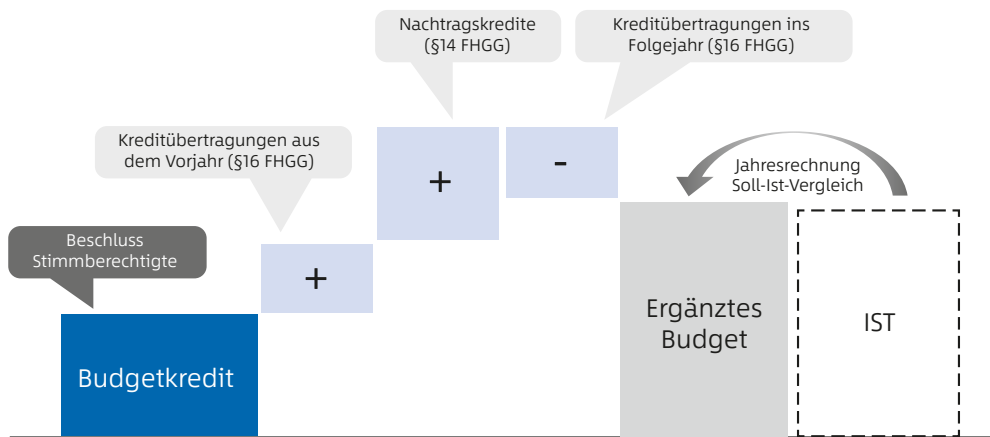 Nachtragskredite
(§14 FHGG)
Kreditübertragungen ins
Folgejahr (§16 FHGG)
Kreditübertragungen aus
dem Vorjahr (§16 FHGG)
+
-
Jahresrechnung
Soll-Ist-Vergleich
Beschluss
Stimmberechtigte
+
Ergänztes
Budget
IST
Budgetkredit